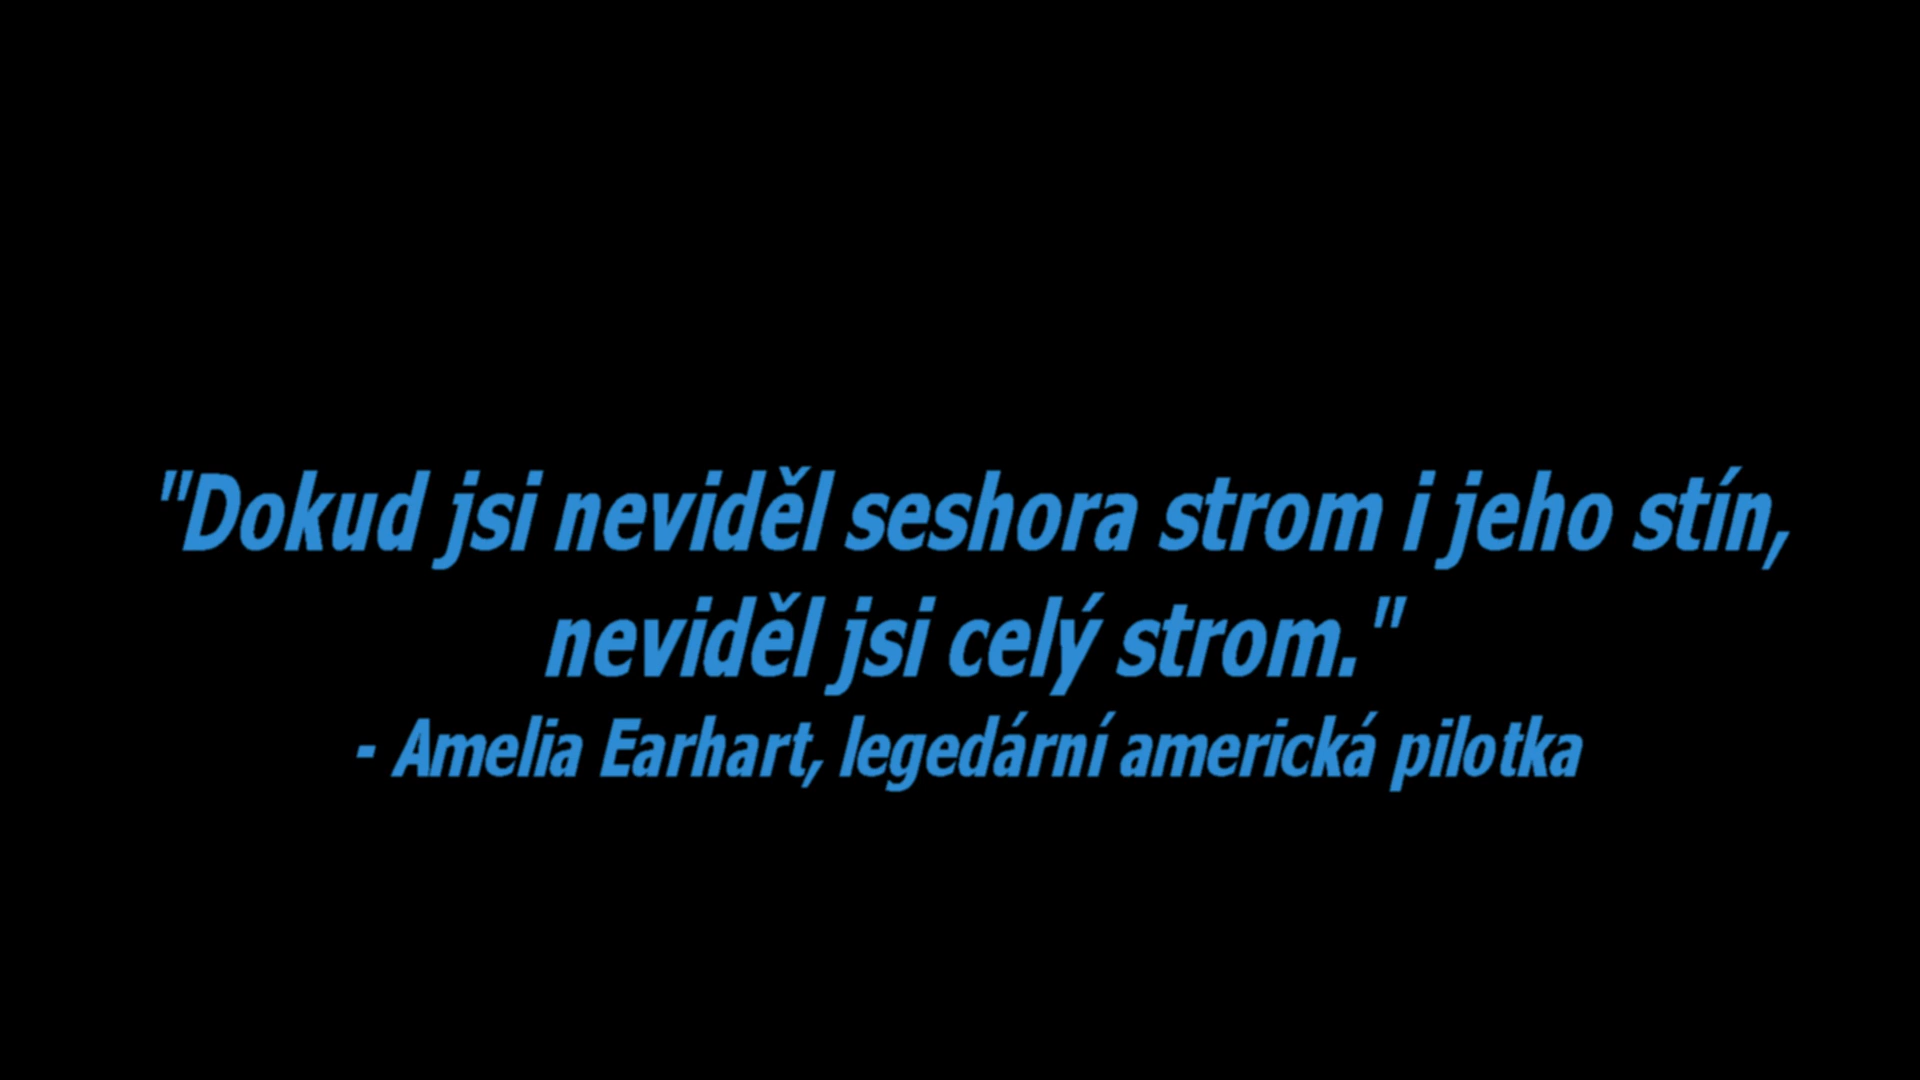 "Dokud jsi neviděl seshora strom i jeho stín,
neviděl jsi celý strom."
- Amelia Earhart, legedární americká pilotka